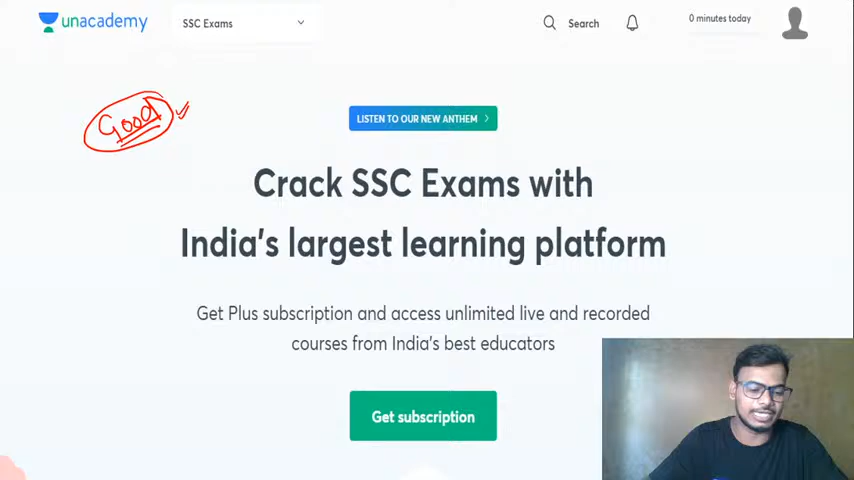 unacademy
SSC Exams
Search
0 minutes today
Good
LISTEN TO OUR NEW ANTHEM
Crack SSC Exams with
India's largest learning platform
Get Plus subscription and access unlimited live and recorded
courses from India's best educators
Get subscription